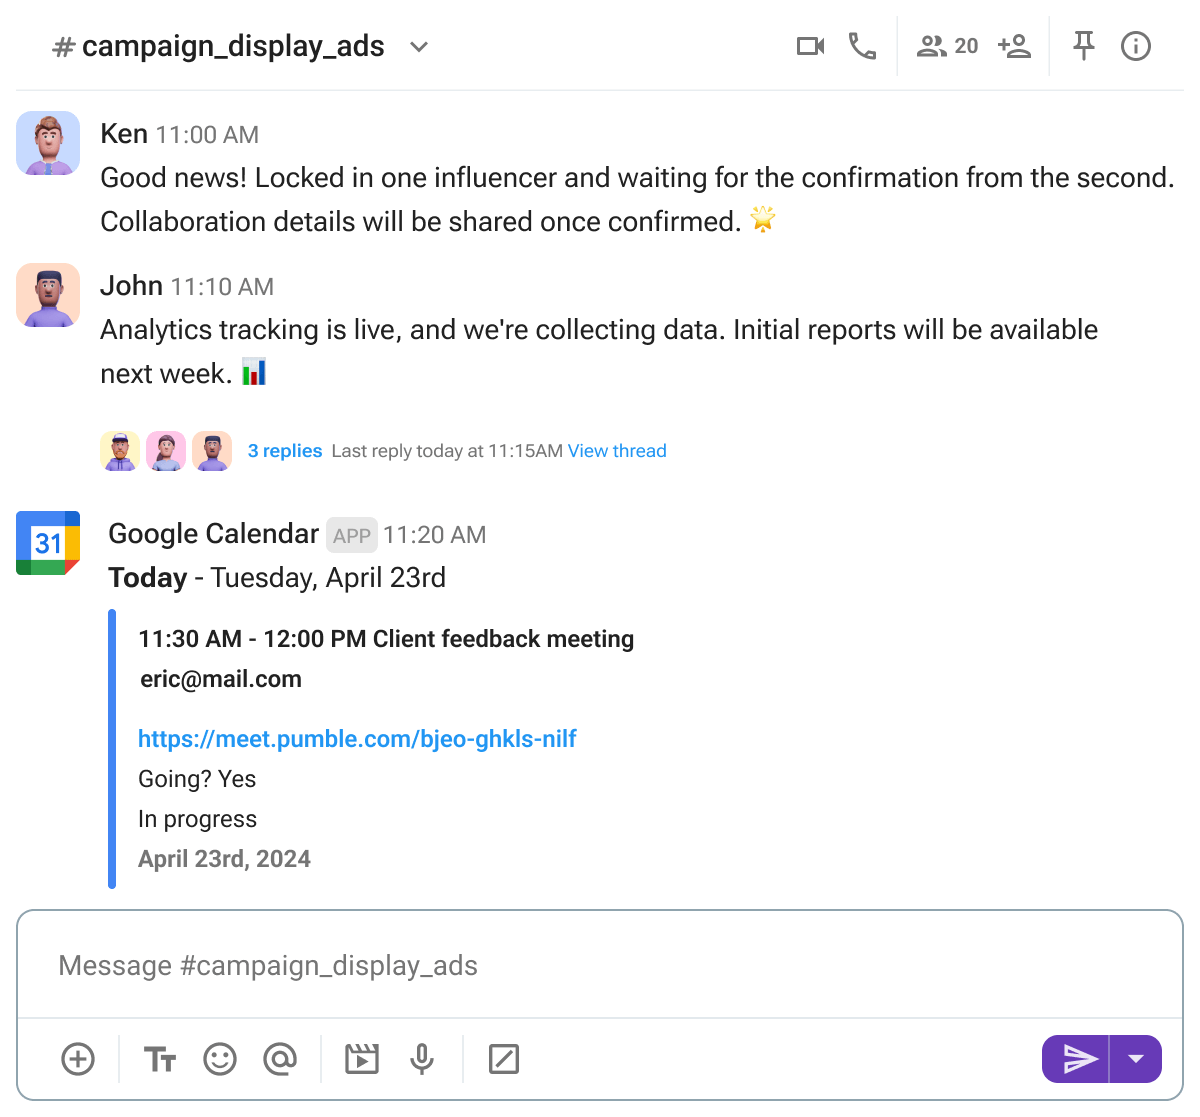 # campaign_display_ads
20
Ken 11:00 AM
Good news! Locked in one influencer and waiting for the confirmation from the second.
Collaboration details will be shared once confirmed. 🌟
John 11:10 AM
Analytics tracking is live, and we're collecting data. Initial reports will be available
next week. 📊
3 replies Last reply today at 11:15AM View thread
31
Google Calendar APP 11:20 AM
Today - Tuesday, April 23rd
11:30 AM - 12:00 PM Client feedback meeting
eric@mail.com
https://meet.pumble.com/bjeo-ghkls-nilf
Going? Yes
In progress
April 23rd, 2024
Message #campaign_display_ads